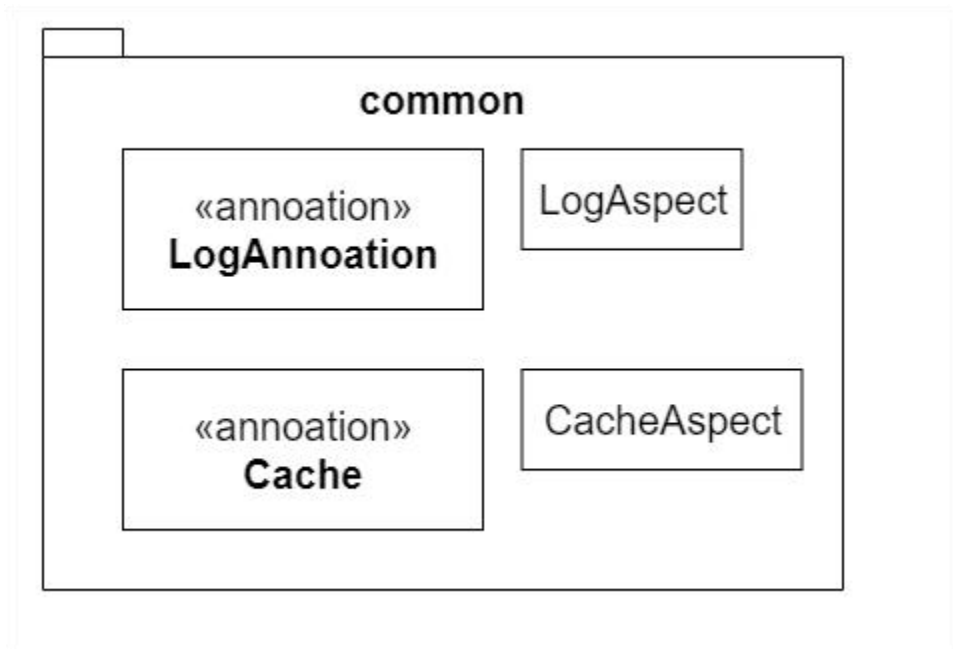 common
«annoation»
LogAnnoation
LogAspect
«annoation»
Cache
CacheAspect